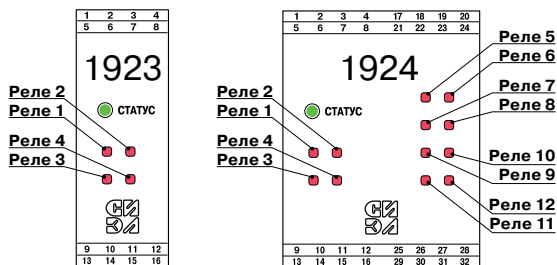 1 2 3 4
5 6 7 8
1923
Реле 2
Реле 1
СТАТУС
Реле 4
Реле 3
СИ
ЭЛ
9 10 11 12
13 14 15 16
1 2 3 4 17 18 19 20
5 6 7 8 21 22 23 24
1924
Реле 5
Реле 6
Реле 7
Реле 8
Реле 2
Реле 1
СТАТУС
Реле 4
Реле 3
Реле 10
Реле 9
Реле 12
Реле 11
СИ
ЭЛ
9 10 11 12 25 26 27 28
13 14 15 16 29 30 31 32